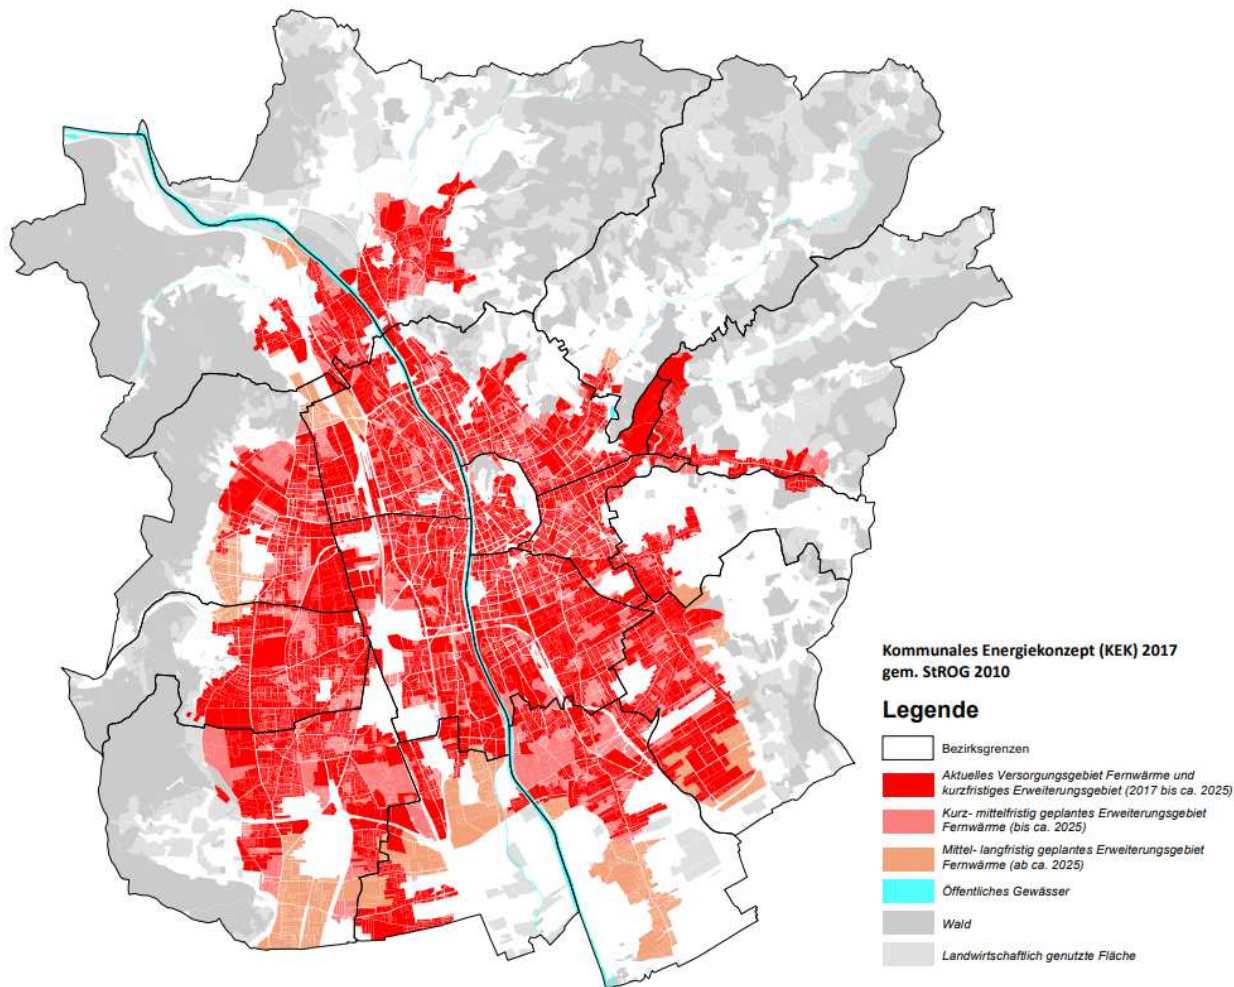 Kommunales Energiekonzept (KEK) 2017
gem. StROG 2010
Legende
Bezirksgrenzen
Aktuelles Versorgungsgebiet Fernwärme und
kurzfristiges Erweiterungsgebiet (2017 bis ca. 2025)
Kurz- mittelfristig geplantes Erweiterungsgebiet
Fernwärme (bis ca. 2025)
Mittel- langfristig geplantes Erweiterungsgebiet
Fernwärme (ab ca. 2025)
Öffentliches Gewässer
Wald
Landwirtschaftlich genutzte Fläche